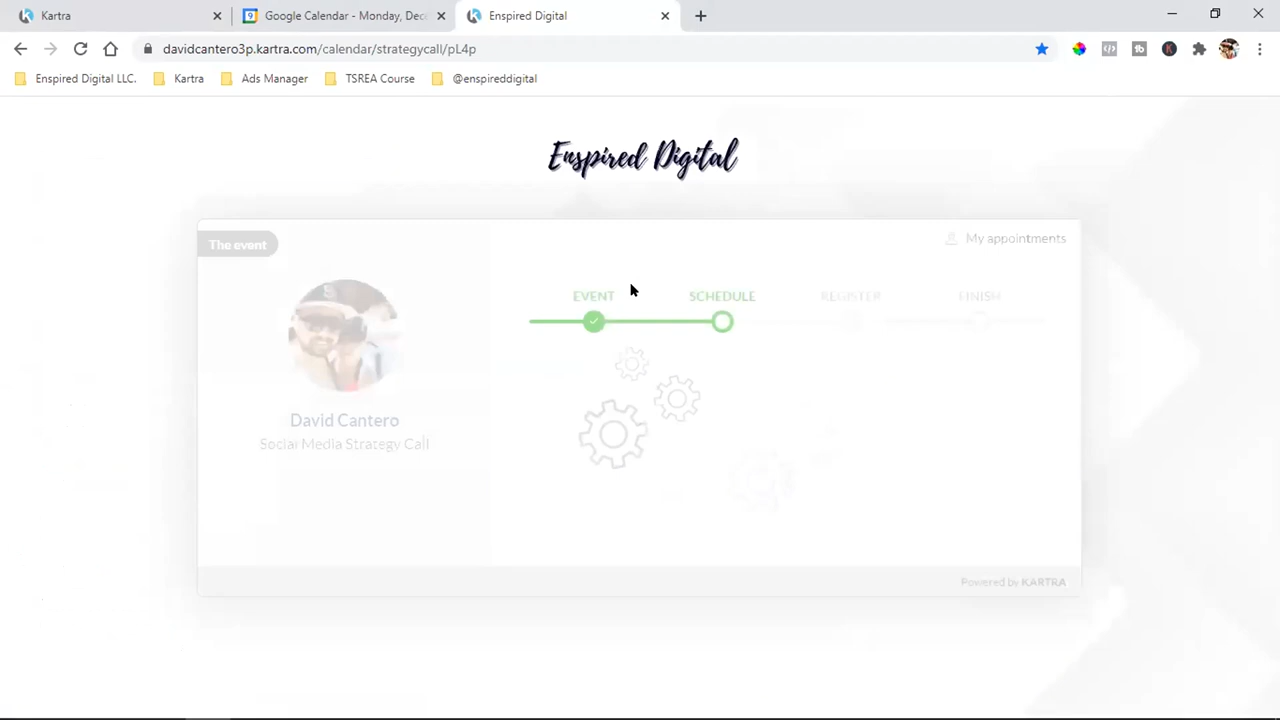 Kartra
Google Calendar - Monday, Dec
Enspired Digital
davidcantero3p.kartra.com/calendar/strategycall/pL4p
Enspired Digital LLC.
Kartra
Ads Manager
TSREA Course
@enspireddigital
Enspired Digital
The event
My appointments
EVENT
SCHEDULE
REGISTER
FINISH
David Cantero
Social Media Strategy Call
Powered by KARTRA